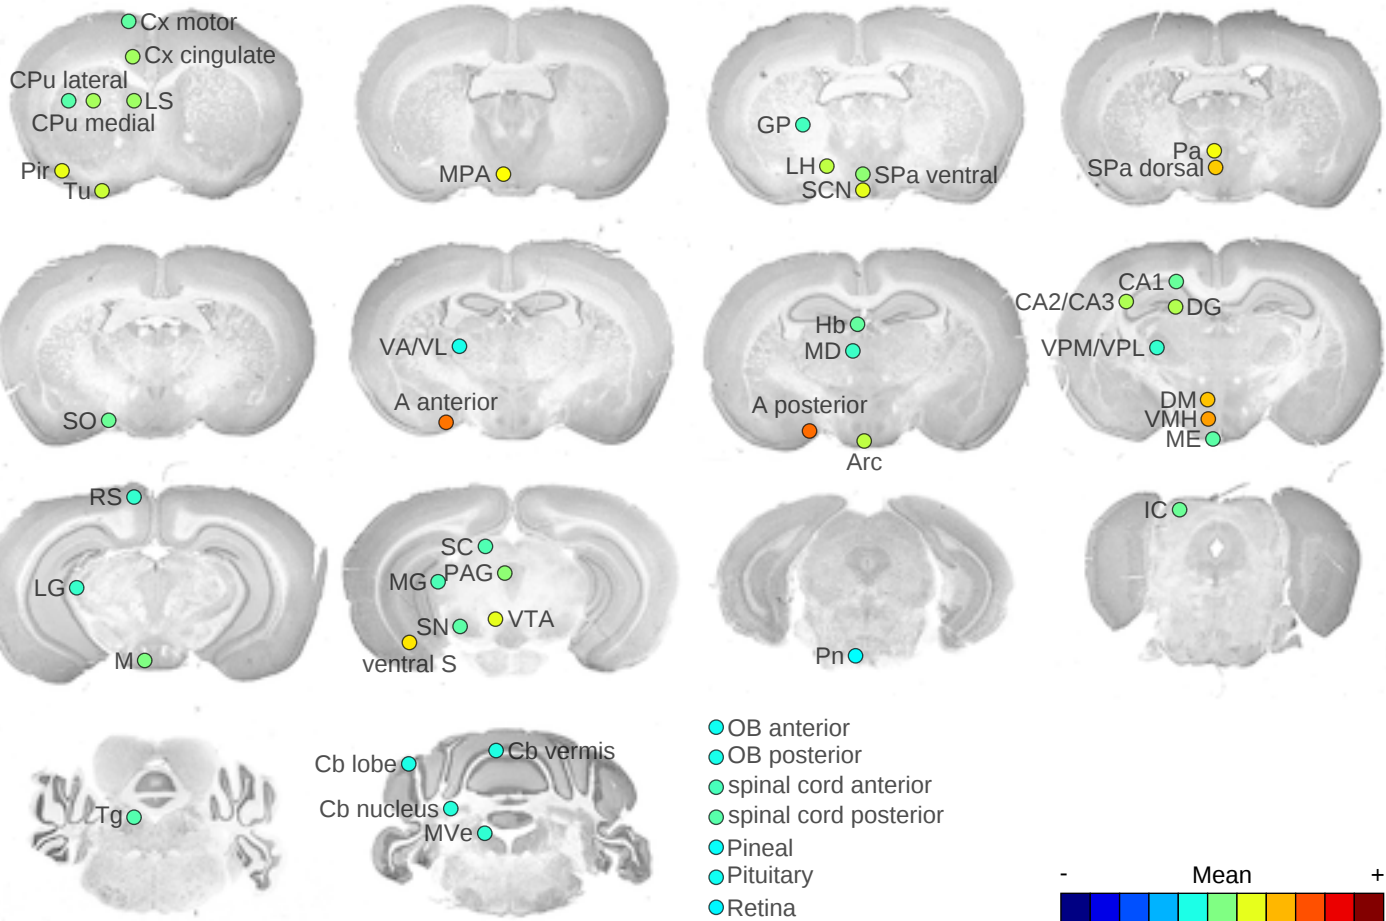 Cx motor
Cx cingulate
CPu lateral
LS
CPu medial
Pir
Tu
MPA
GP
LH
SPa ventral
SCN
Pa
SPa dorsal
SO
VA/VL
A anterior
Hb
MD
A posterior
Arc
CA1
CA2/CA3
DG
VPM/VPL
DM
VMH
ME
RS
LG
M
SC
MG
PAG
SN
VTA
ventral S
Pn
IC
Tg
Cb lobe
Cb vermis
Cb nucleus
MVe
OB anterior
OB posterior
spinal cord anterior
spinal cord posterior
Pineal
Pituitary
Retina
- Mean +